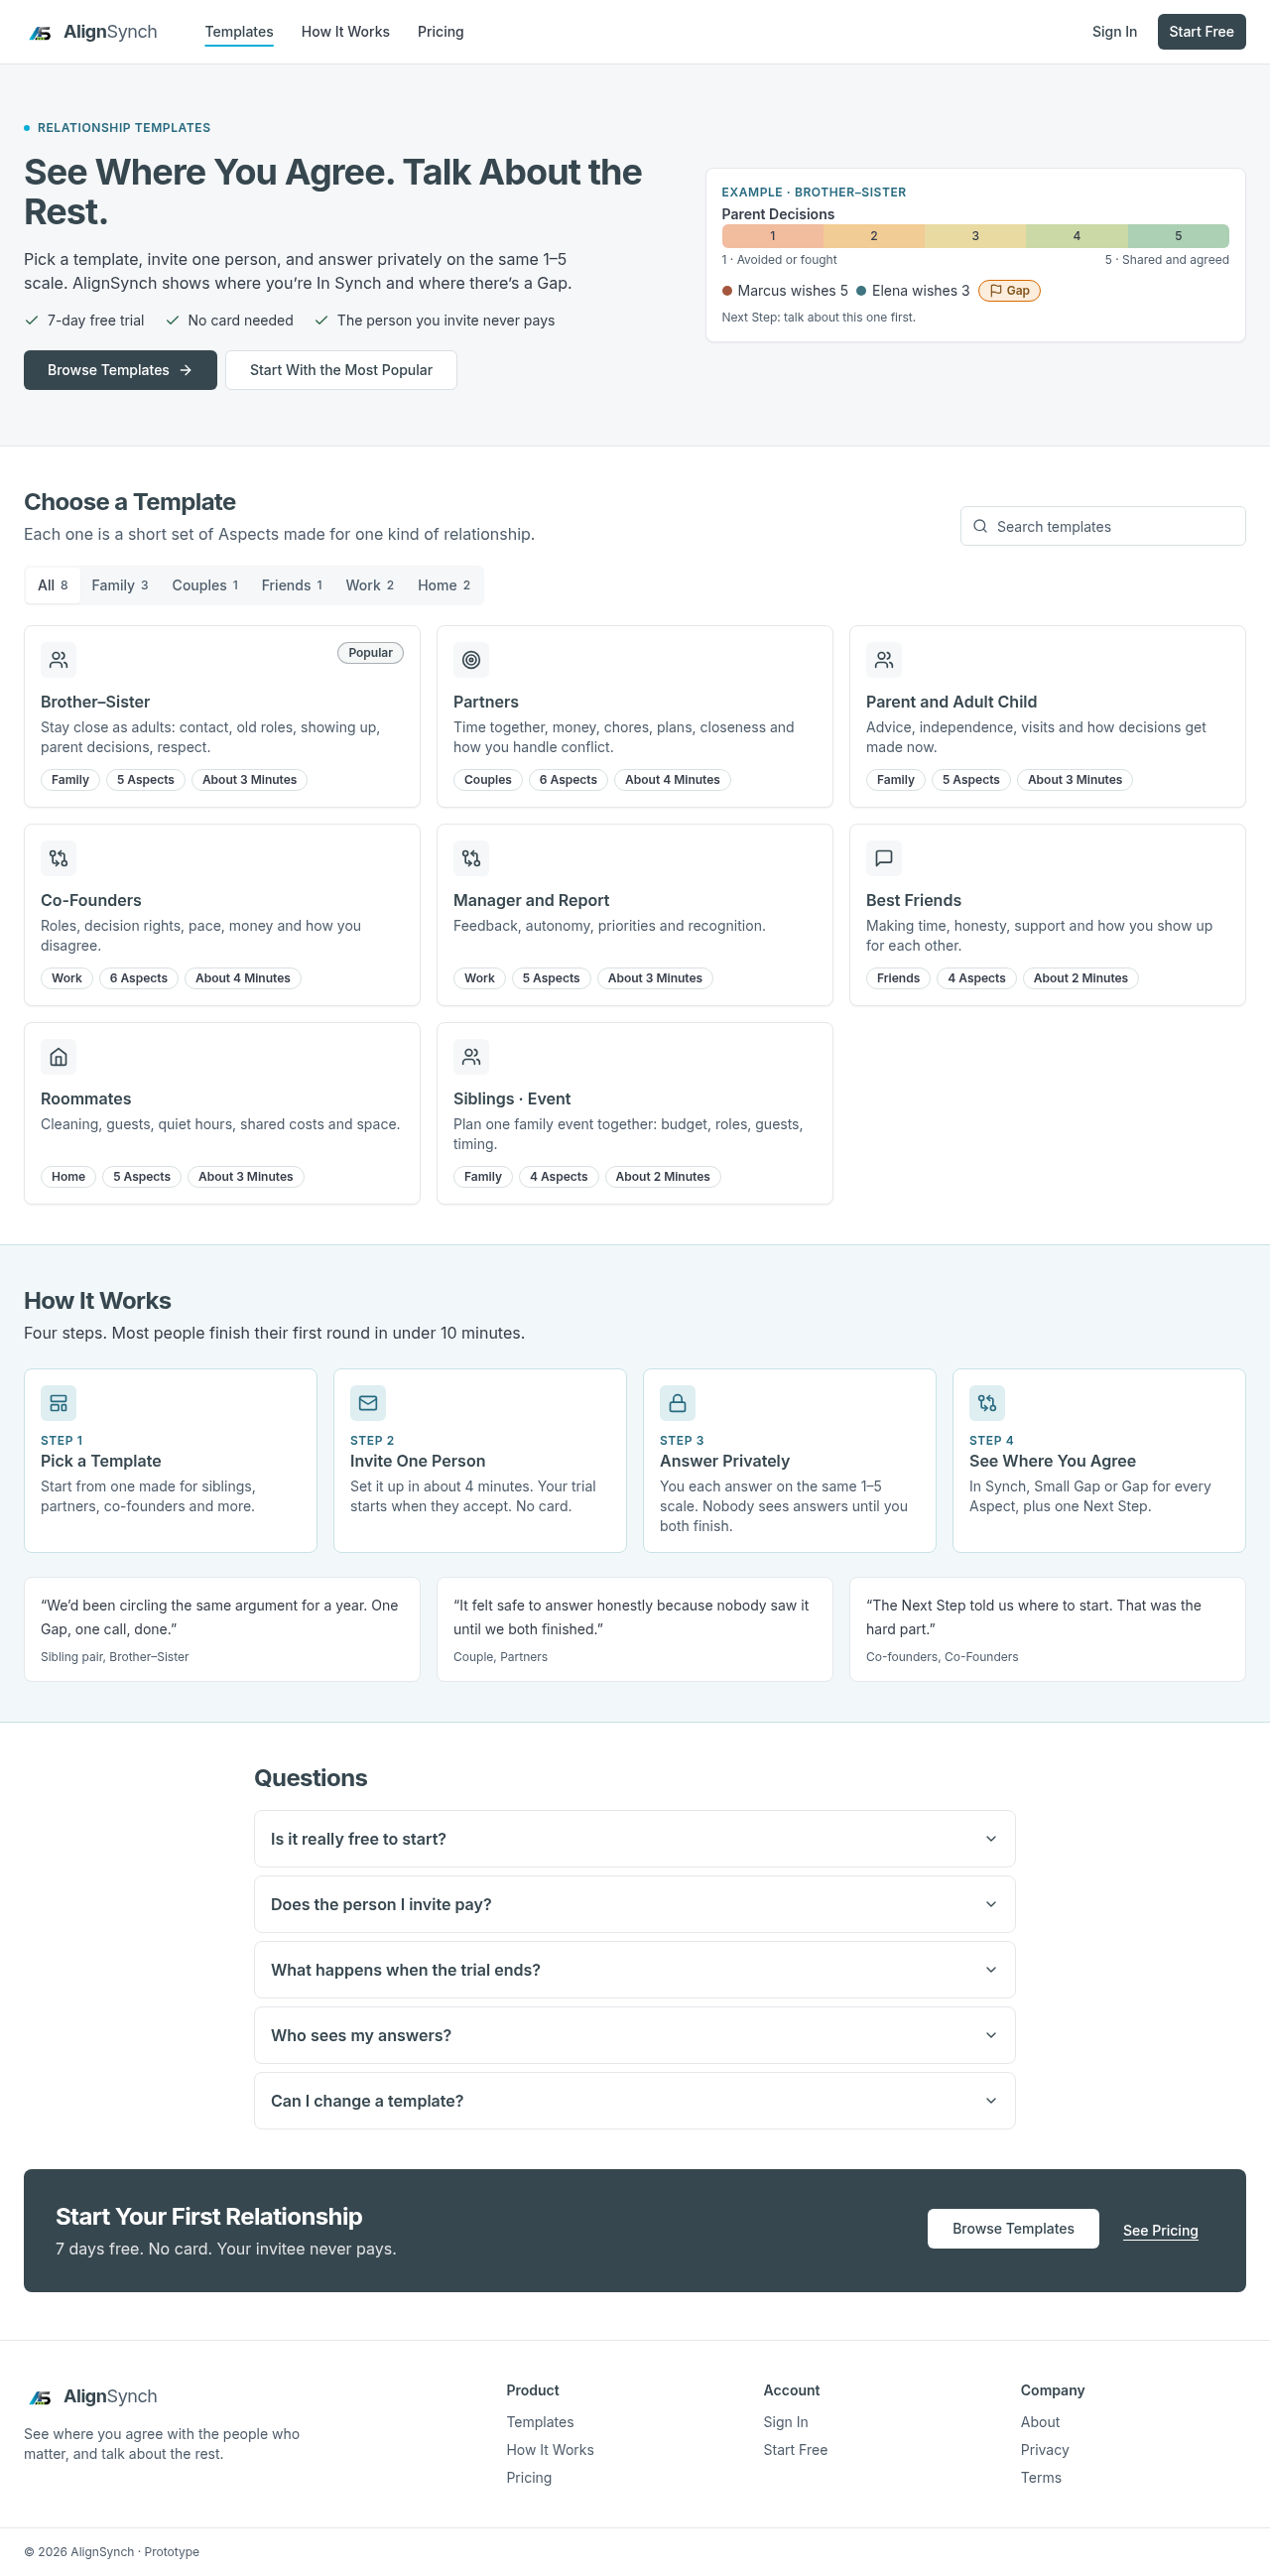 AlignSynch
Templates
How It Works
Pricing
Sign In
Start Free
RELATIONSHIP TEMPLATES
See Where You Agree. Talk About the
Rest.
Pick a template, invite one person, and answer privately on the same 1–5
scale. AlignSynch shows where you’re In Synch and where there’s a Gap.
7-day free trial
No card needed
The person you invite never pays
Browse Templates
Start With the Most Popular
EXAMPLE · BROTHER–SISTER
Parent Decisions
1 2 3 4 5
1 · Avoided or fought
5 · Shared and agreed
Marcus wishes 5
Elena wishes 3
Gap
Next Step: talk about this one first.
Choose a Template
Each one is a short set of Aspects made for one kind of relationship.
Search templates
All 8
Family 3
Couples 1
Friends 1
Work 2
Home 2
Popular
Brother–Sister
Stay close as adults: contact, old roles, showing up,
parent decisions, respect.
Family
5 Aspects
About 3 Minutes
Partners
Time together, money, chores, plans, closeness and
how you handle conflict.
Couples
6 Aspects
About 4 Minutes
Parent and Adult Child
Advice, independence, visits and how decisions get
made now.
Family
5 Aspects
About 3 Minutes
Co-Founders
Roles, decision rights, pace, money and how you
disagree.
Work
6 Aspects
About 4 Minutes
Manager and Report
Feedback, autonomy, priorities and recognition.
Work
5 Aspects
About 3 Minutes
Best Friends
Making time, honesty, support and how you show up
for each other.
Friends
4 Aspects
About 2 Minutes
Roommates
Cleaning, guests, quiet hours, shared costs and space.
Home
5 Aspects
About 3 Minutes
Siblings · Event
Plan one family event together: budget, roles, guests,
timing.
Family
4 Aspects
About 2 Minutes
How It Works
Four steps. Most people finish their first round in under 10 minutes.
STEP 1
Pick a Template
Start from one made for siblings,
partners, co-founders and more.
STEP 2
Invite One Person
Set it up in about 4 minutes. Your trial
starts when they accept. No card.
STEP 3
Answer Privately
You each answer on the same 1–5
scale. Nobody sees answers until you
both finish.
STEP 4
See Where You Agree
In Synch, Small Gap or Gap for every
Aspect, plus one Next Step.
“We’d been circling the same argument for a year. One
Gap, one call, done.”
Sibling pair, Brother–Sister
“It felt safe to answer honestly because nobody saw it
until we both finished.”
Couple, Partners
“The Next Step told us where to start. That was the
hard part.”
Co-founders, Co-Founders
Questions
Is it really free to start?
Does the person I invite pay?
What happens when the trial ends?
Who sees my answers?
Can I change a template?
Start Your First Relationship
7 days free. No card. Your invitee never pays.
Browse Templates
See Pricing
AlignSynch
See where you agree with the people who
matter, and talk about the rest.
Product
Templates
How It Works
Pricing
Account
Sign In
Start Free
Company
About
Privacy
Terms
© 2026 AlignSynch · Prototype